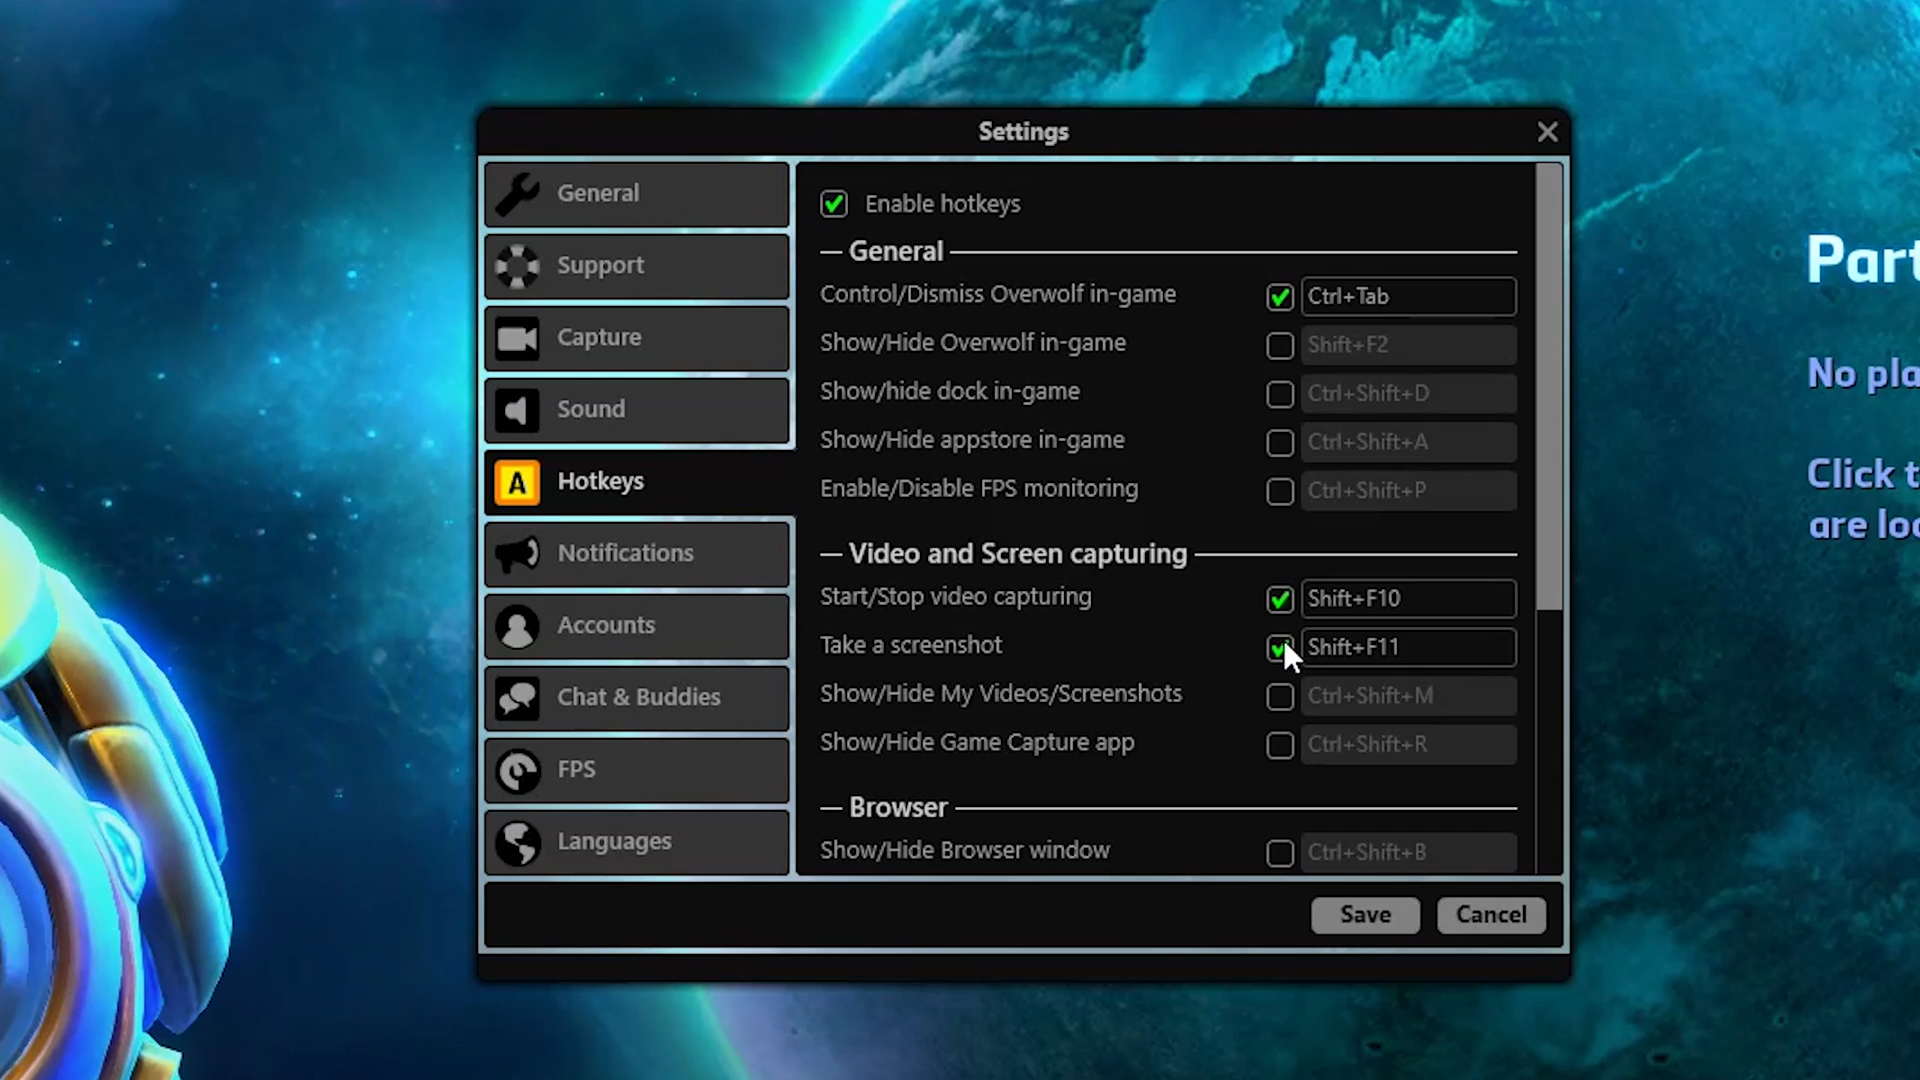 Settings
General
Support
Capture
Sound
A Hotkeys
Notifications
Accounts
Chat & Buddies
FPS
Languages
Enable hotkeys
General
Control/Dismiss Overwolf in-game Ctrl+Tab
Show/Hide Overwolf in-game Shift+F2
Show/hide dock in-game Ctrl+Shift+D
Show/Hide appstore in-game Ctrl+Shift+A
Enable/Disable FPS monitoring Ctrl+Shift+P
Video and Screen capturing
Start/Stop video capturing Shift+F10
Take a screenshot Shift+F11
Show/Hide My Videos/Screenshots Ctrl+Shift+M
Show/Hide Game Capture app Ctrl+Shift+R
Browser
Show/Hide Browser window Ctrl+Shift+B
Save Cancel
Part
No pla
Click t
are loc